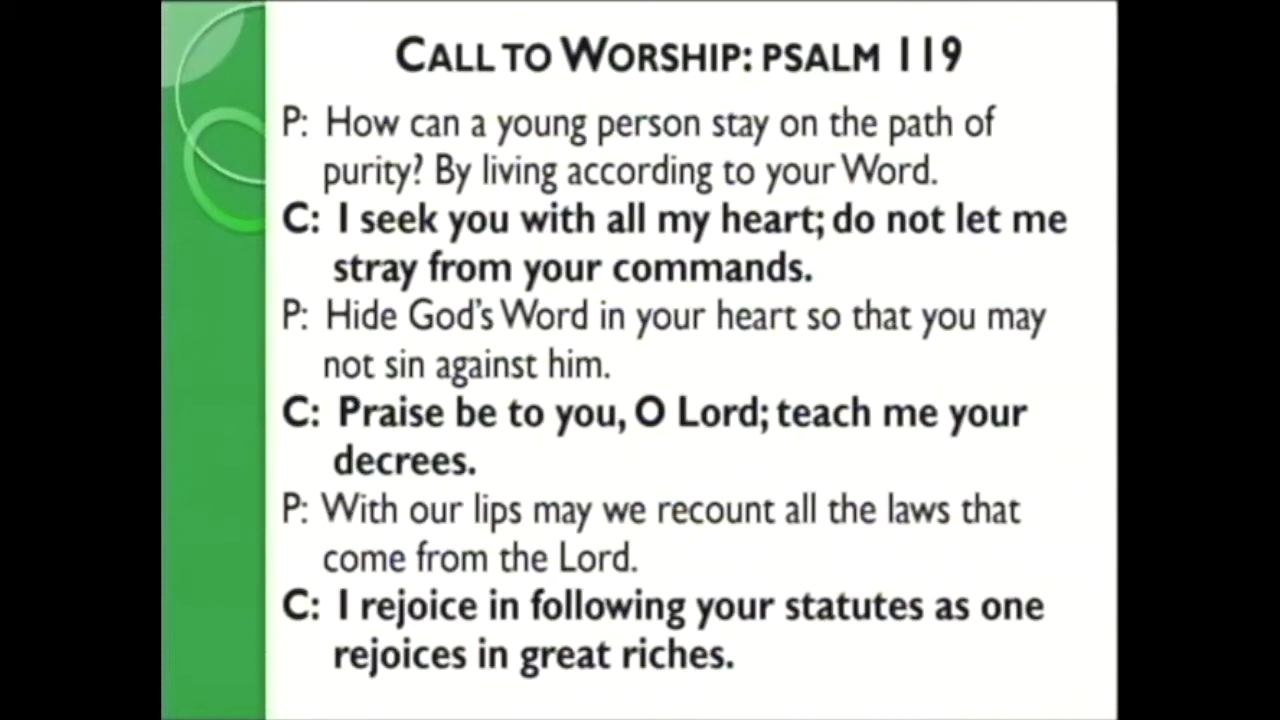 CALL TO WORSHIP: PSALM 119
P: How can a young person stay on the path of
purity? By living according to your Word.
C: I seek you with all my heart; do not let me
stray from your commands.
P: Hide God's Word in your heart so that you may
not sin against him.
C: Praise be to you, O Lord; teach me your
decrees.
P: With our lips may we recount all the laws that
come from the Lord.
C: I rejoice in following your statutes as one
rejoices in great riches.